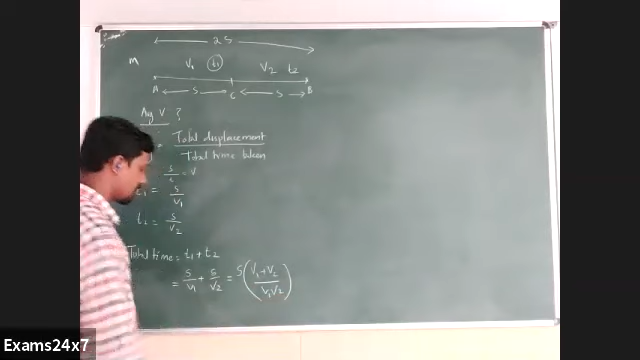 2S
m V₁ t₁ V₂ t₂
A S C S B
Avg V ?
= Total displacement
Total time taken
S/t = V
t₁ = S/V₁
t₂ = S/V₂
Total time = t₁ + t₂
= S/V₁ + S/V₂ = S(V₁+V₂/V₁V₂)
Exams24x7